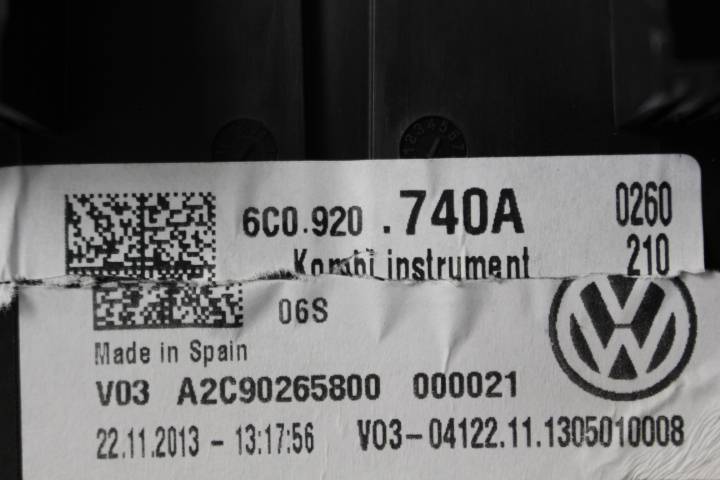 6C0.920 .740A 0260
Kombi instrument 210
06S
Made in Spain
V03 A2C90265800 000021
22.11.2013 - 13:17:56 V03-04122.11.1305010008